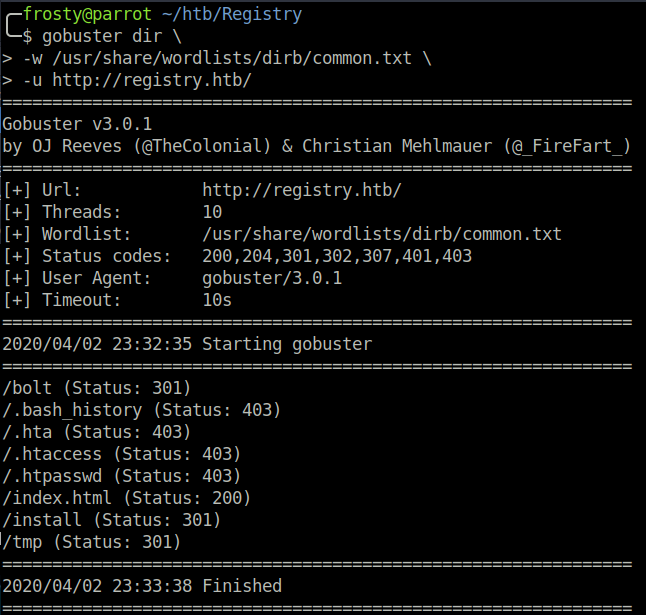 frosty@parrot ~/htb/Registry
$ gobuster dir \
> -w /usr/share/wordlists/dirb/common.txt \
> -u http://registry.htb/
===============================================================
Gobuster v3.0.1
by OJ Reeves (@TheColonial) & Christian Mehlmauer (@_FireFart_)
===============================================================
[+] Url:            http://registry.htb/
[+] Threads:        10
[+] Wordlist:       /usr/share/wordlists/dirb/common.txt
[+] Status codes:   200,204,301,302,307,401,403
[+] User Agent:     gobuster/3.0.1
[+] Timeout:        10s
===============================================================
2020/04/02 23:32:35 Starting gobuster
===============================================================
/bolt (Status: 301)
/.bash_history (Status: 403)
/.hta (Status: 403)
/.htaccess (Status: 403)
/.htpasswd (Status: 403)
/index.html (Status: 200)
/install (Status: 301)
/tmp (Status: 301)
===============================================================
2020/04/02 23:33:38 Finished
===============================================================